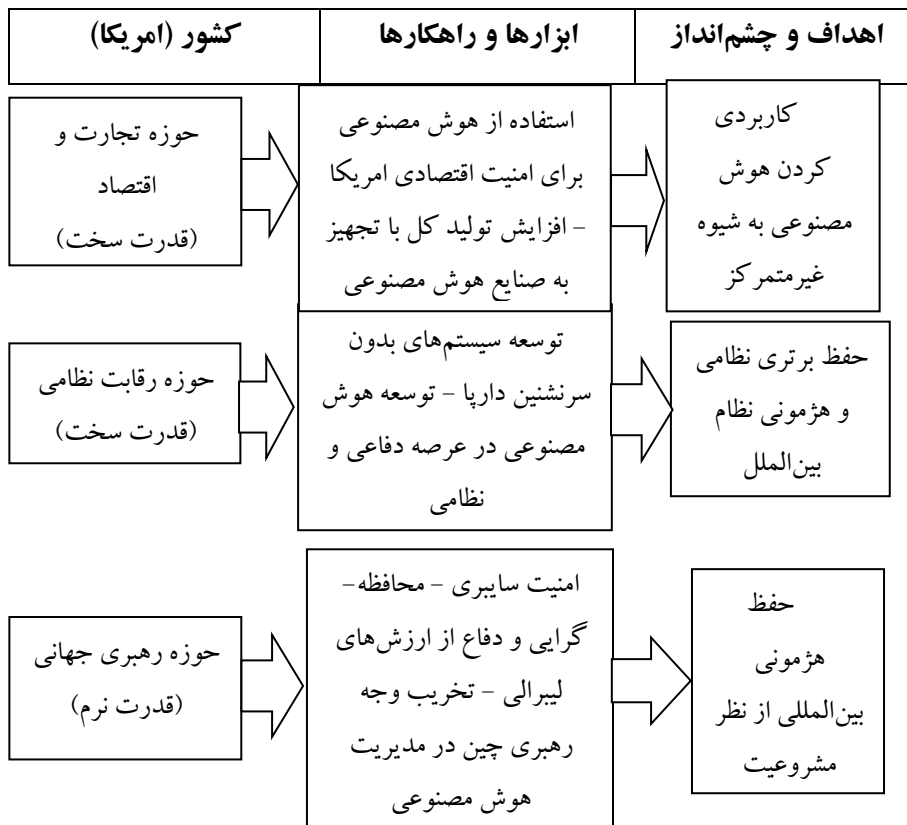 کشور (امریکا)
ابزارها و راهکارها
اهداف و چشم‌انداز
حوزه تجارت و
اقتصاد
(قدرت سخت)
استفاده از هوش مصنوعی
برای امنیت اقتصادی امریکا
– افزایش تولید کل با تجهیز
به صنایع هوش مصنوعی
کاربردی
کردن هوش
مصنوعی به شیوه
غیرمتمرکز
حوزه رقابت نظامی
(قدرت سخت)
توسعه سیستم‌های بدون
سرنشنین دارپا – توسعه هوش
مصنوعی در عرصه دفاعی و
نظامی
حفظ برتری نظامی
و هژمونی نظام
بین‌الملل
حوزه رهبری جهانی
(قدرت نرم)
امنیت سایبری – محافظه–
گرایی و دفاع از ارزش‌های
لیبرالی – تخریب وجه
رهبری چین در مدیریت
هوش مصنوعی
حفظ
هژمونی
بین‌المللی از نظر
مشروعیت